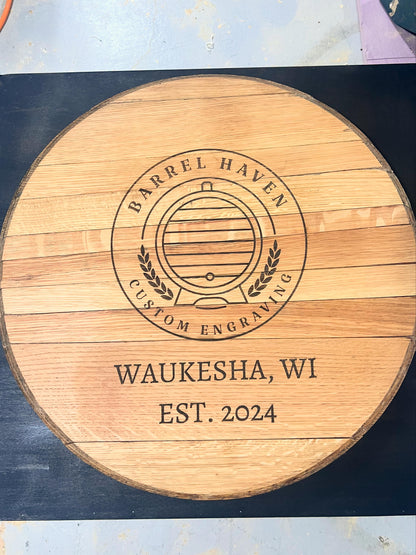 BARREL HAVEN
CUSTOM ENGRAVING
WAUKESHA, WI
EST. 2024